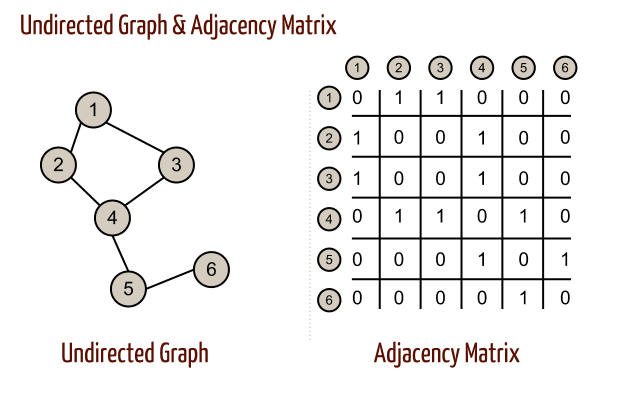 Undirected Graph & Adjacency Matrix
1
2
3
4
5
6
1 2 3 4 5 6
1 0 1 1 0 0 0
2 1 0 0 1 0 0
3 1 0 0 1 0 0
4 0 1 1 0 1 0
5 0 0 0 1 0 1
6 0 0 0 0 1 0
Undirected Graph
Adjacency Matrix